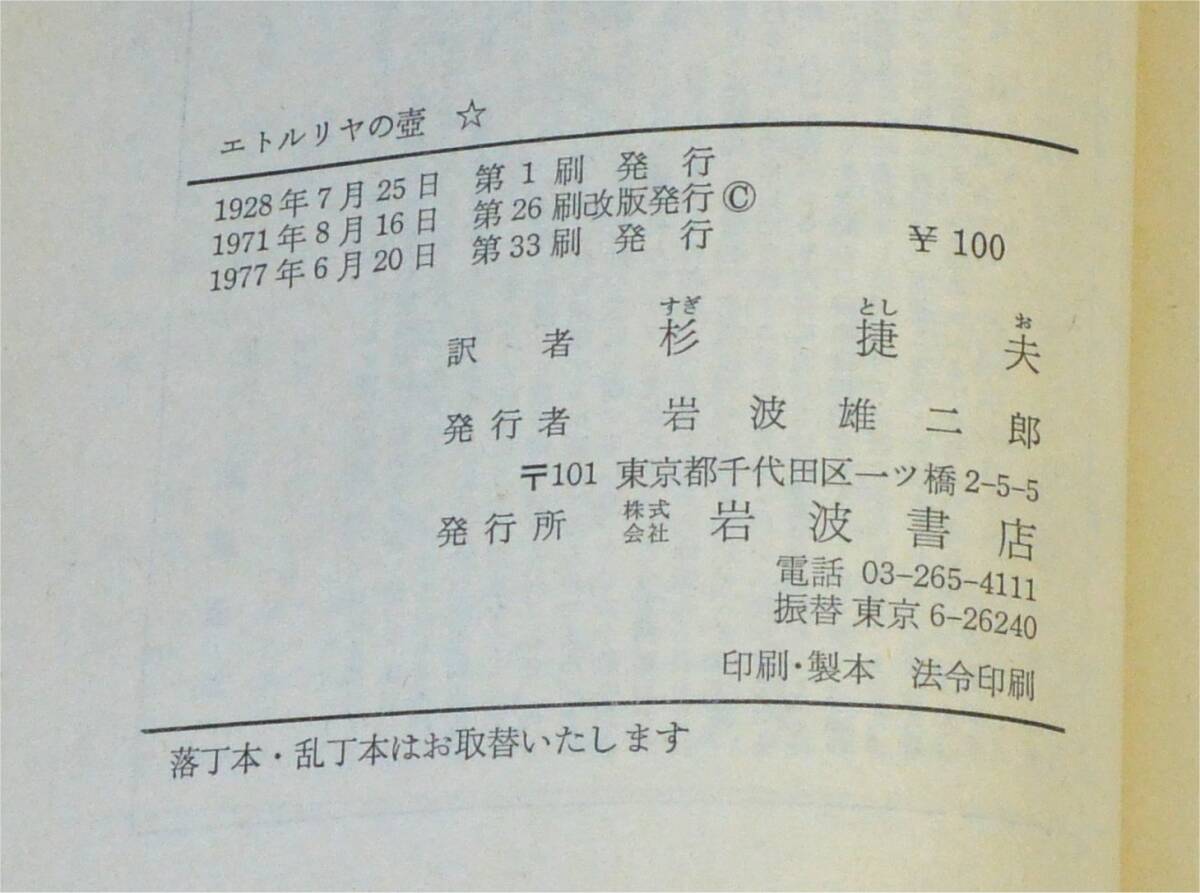 エトルリヤの壺 ☆
1928年7月25日 第1刷発行
1971年8月16日 第26刷改版発行©
1977年6月20日 第33刷発行
¥100
すぎ とし お
訳者 杉捷夫
発行者 岩波雄二郎
〒101 東京都千代田区一ツ橋2-5-5
発行所 株式会社 岩波書店
電話 03-265-4111
振替 東京6-26240
印刷・製本 法令印刷
落丁本・乱丁本はお取替いたします